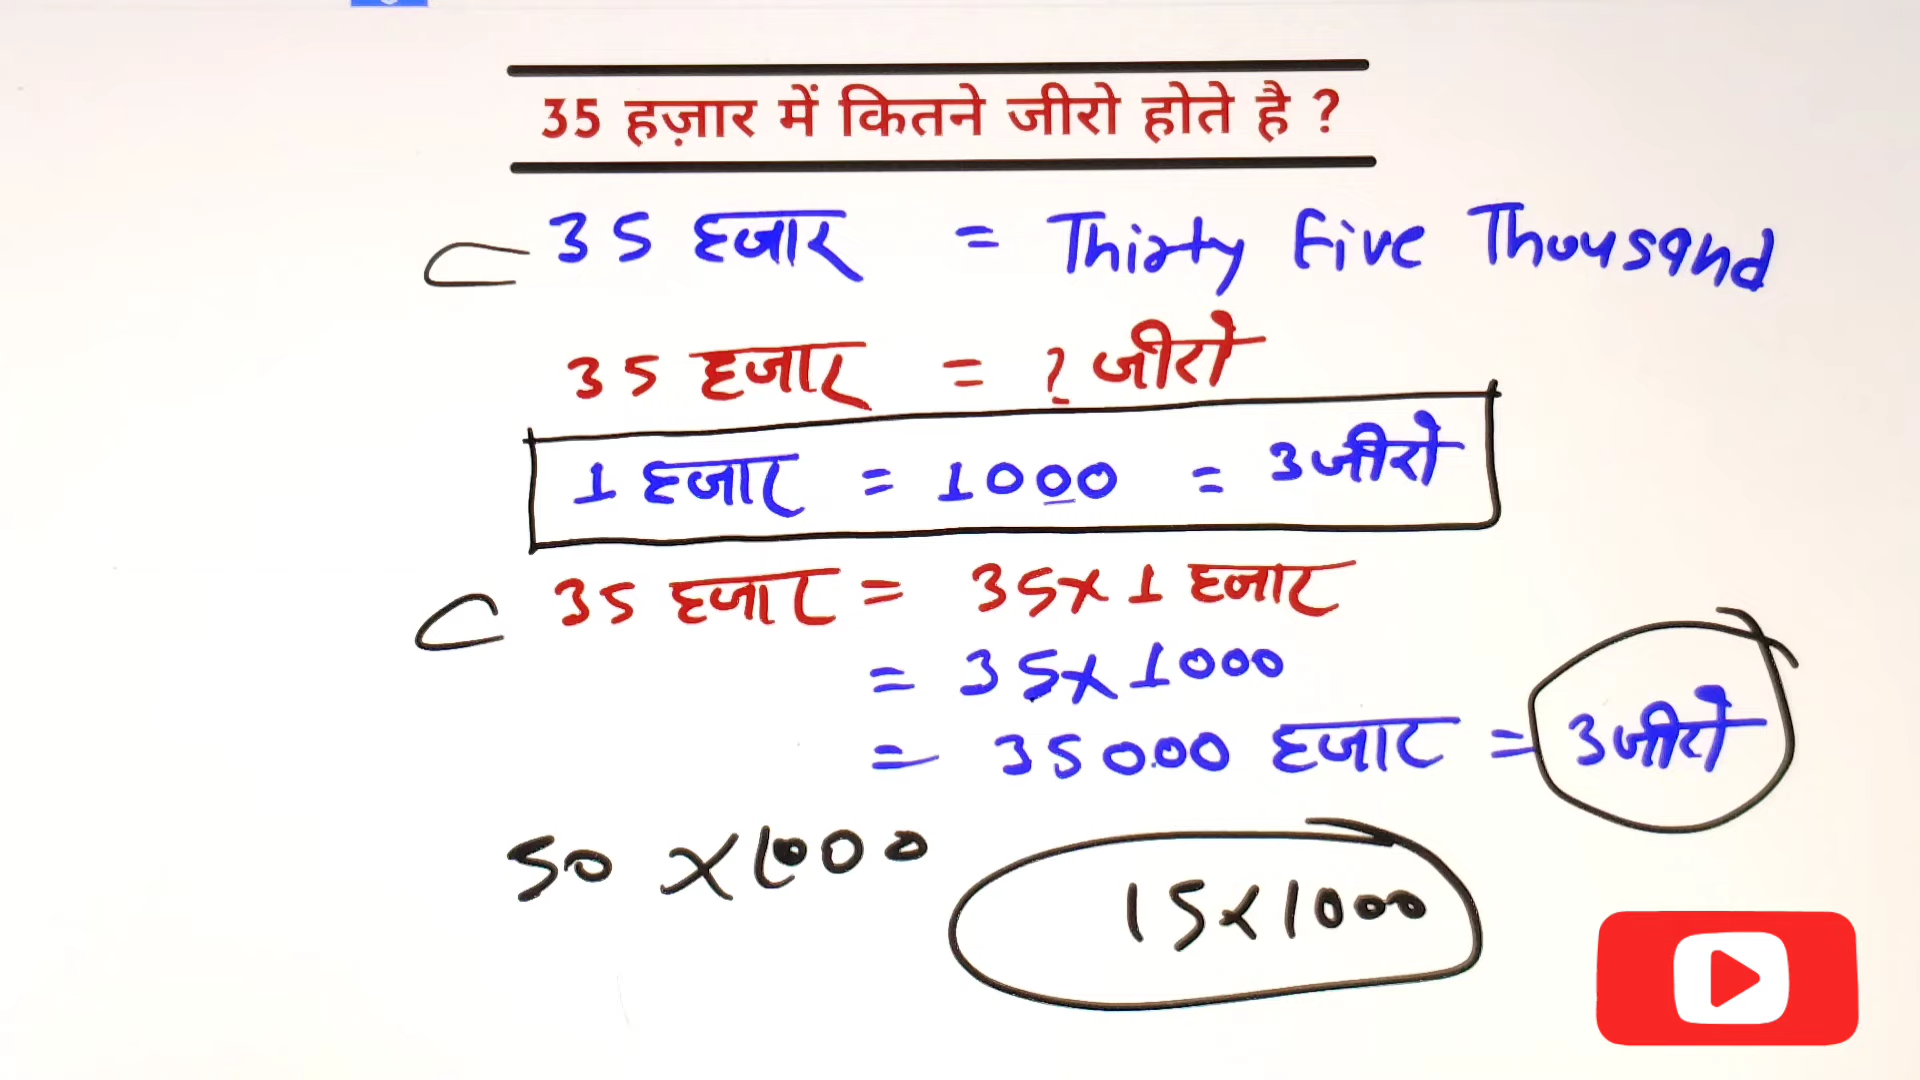 35 हज़ार में कितने जीरो होते है ?
35 हजार = Thirty Five Thousand
35 हजार = ? जीरो
1 हजार = 1000 = 3 जीरो
35 हजार = 35 x 1 हजार
= 35 x 1000
= 35000 हजार = 3 जीरो
50 x 1000
15 x 1000